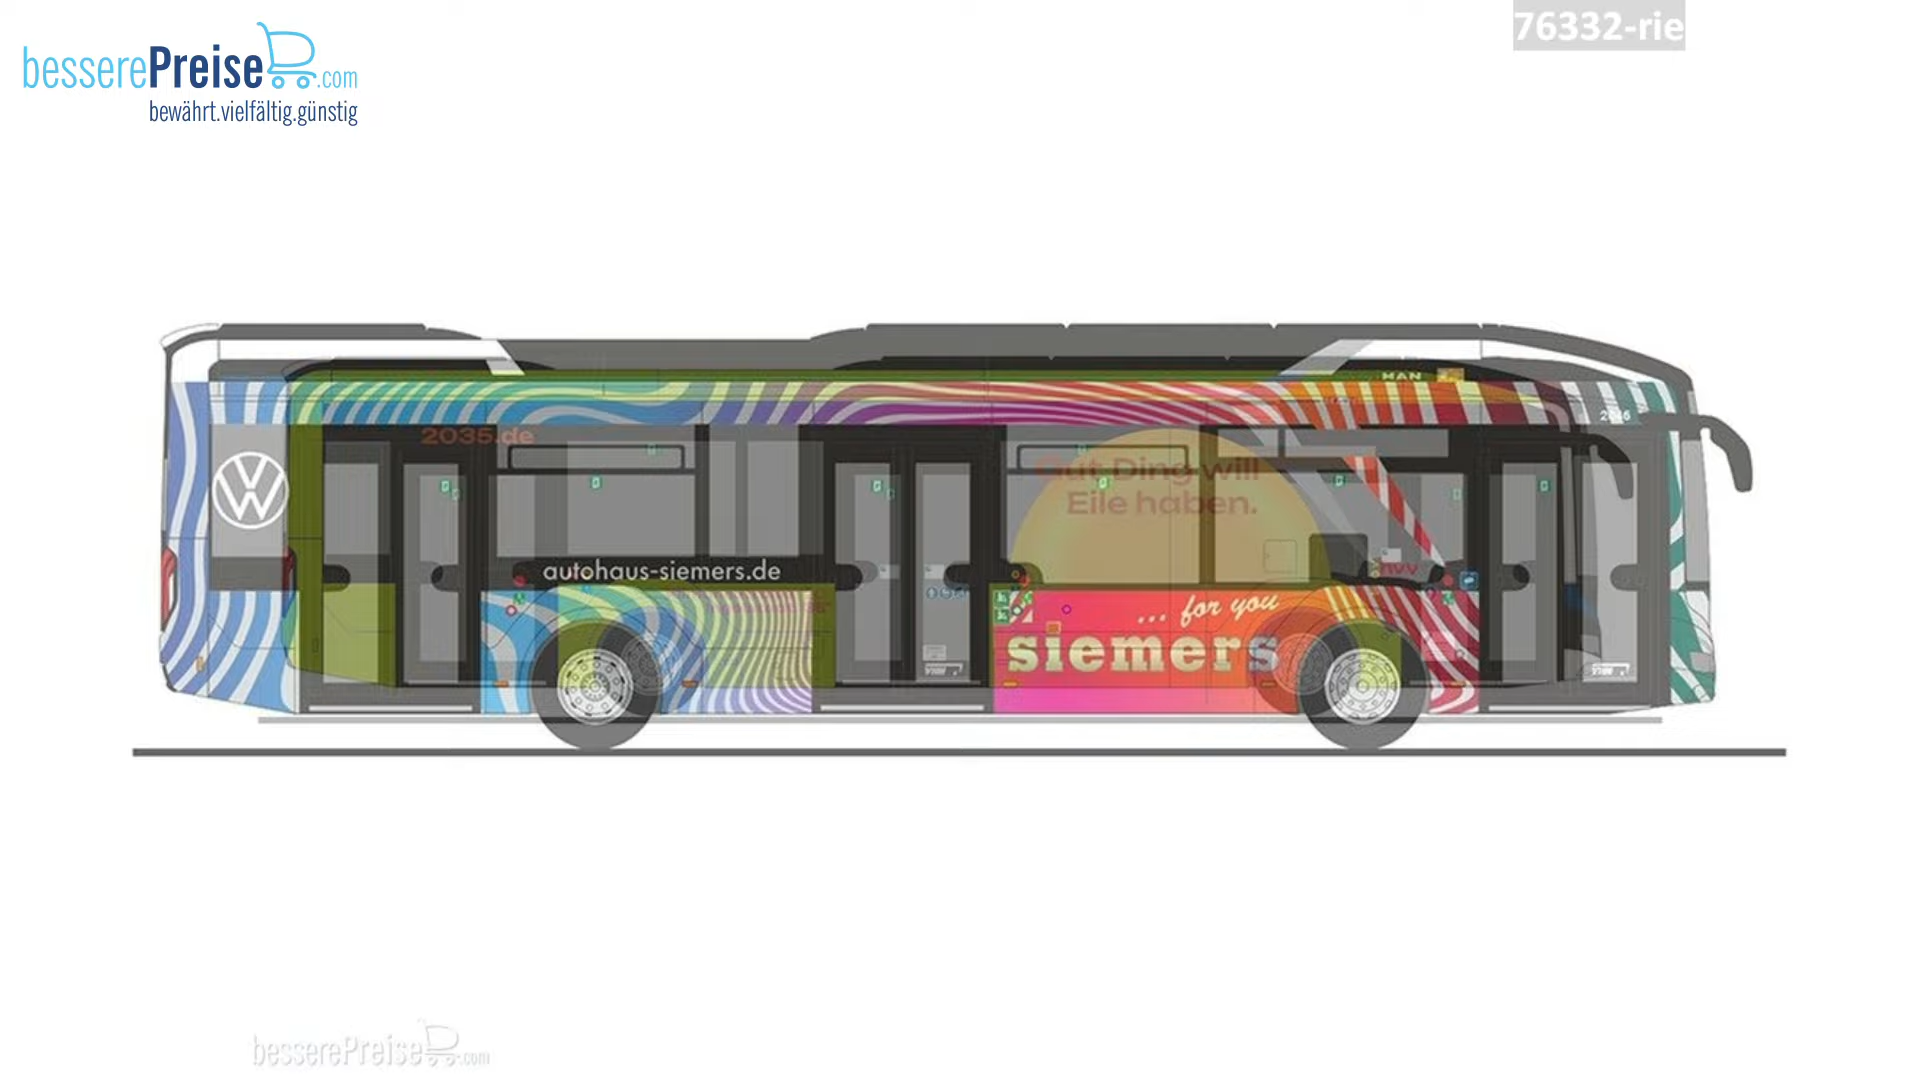 besserePreise.com
bewährt.vielfältig.günstig
76332-rie
MAN
2035.de
Gut Ding will
Eile haben.
autohaus-siemers.de
... for you
siemers
besserePreise.com